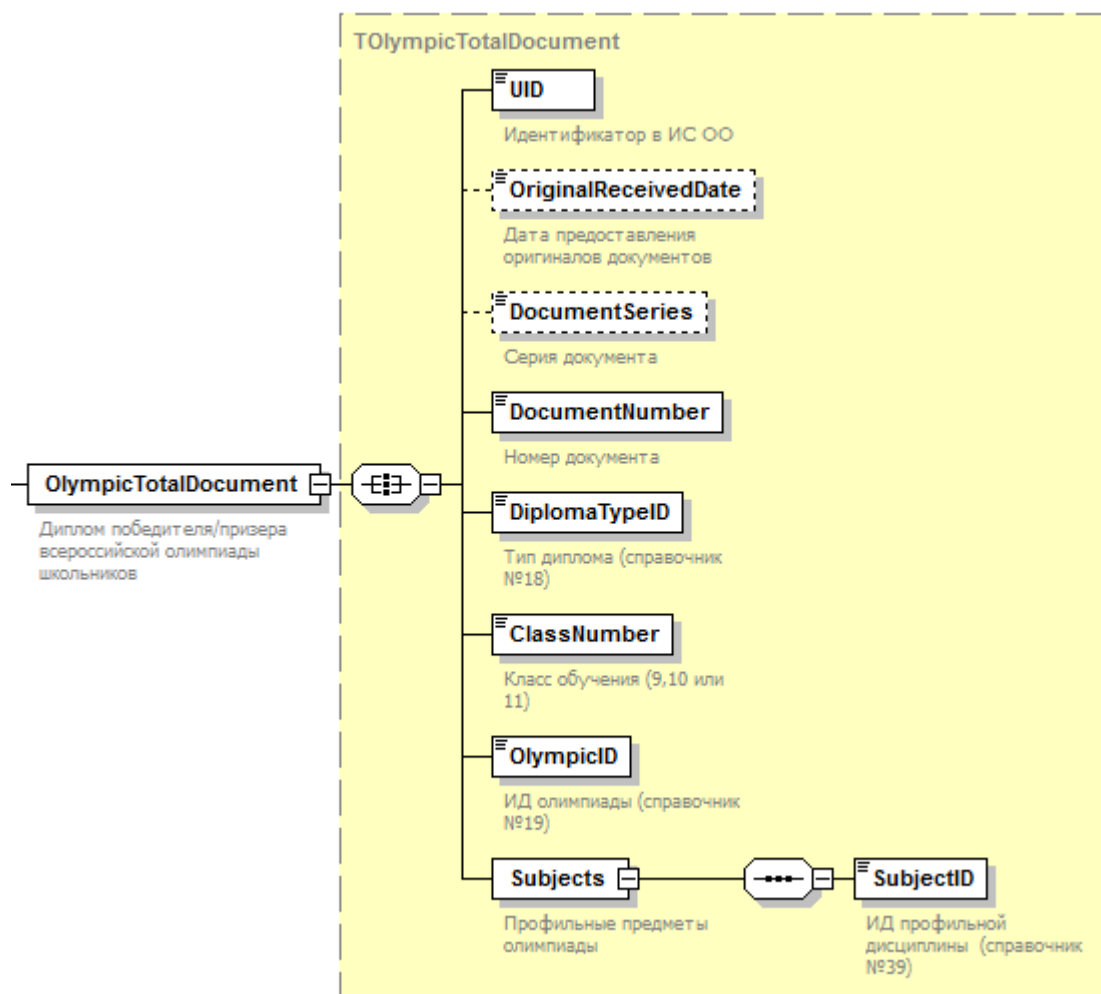 TOlympicTotalDocument
UID
Идентификатор в ИС ОО
OriginalReceivedDate
Дата предоставления
оригиналов документов
DocumentSeries
Серия документа
DocumentNumber
Номер документа
OlympicTotalDocument
Диплом победителя/призера
всероссийской олимпиады
школьников
DiplomaTypeID
Тип диплома (справочник
№18)
ClassNumber
Класс обучения (9,10 или
11)
OlympicID
ИД олимпиады (справочник
№19)
Subjects
Профильные предметы
олимпиады
SubjectID
ИД профильной
дисциплины (справочник
№39)